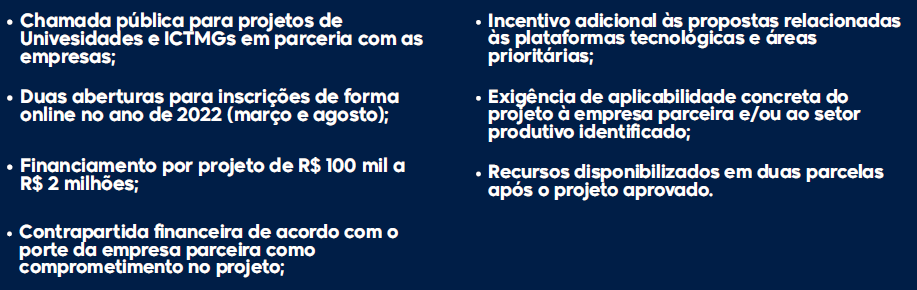 • Chamada pública para projetos de
Univesidades e ICTMGs em parceria com as
empresas;
• Duas aberturas para inscrições de forma
online no ano de 2022 (março e agosto);
• Financiamento por projeto de R$ 100 mil a
R$ 2 milhões;
• Contrapartida financeira de acordo com o
porte da empresa parceira como
comprometimento no projeto;
• Incentivo adicional às propostas relacionadas
às plataformas tecnológicas e áreas
prioritárias;
• Exigência de aplicabilidade concreta do
projeto à empresa parceira e/ou ao setor
produtivo identificado;
• Recursos disponibilizados em duas parcelas
após o projeto aprovado.